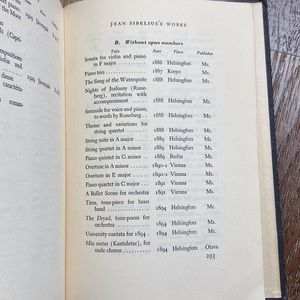 JEAN SIBELIUS'S WORKS
B. Without opus numbers
Title Date Place Publisher
Sonata for violin and piano
in F major . . 1886 Helsingfors Ms.
Piano trio . . . 1887 Korpo Ms.
The Song of the Watersprite 1888 Helsingfors Ms.
Nights of Jealousy (Rune-
berg), recitation with
accompaniment . . 1888 Helsingfors Ms.
Serenade for voice and piano,
to words by Runeberg . 1888 Helsingfors Ms.
Theme and variations for
string quartet . . 1888 Helsingfors Ms.
String suite in A major . 1889 Helsingfors Ms.
String quartet in A minor . 1889 Helsingfors Ms.
Piano quintet in G minor . 1889 Berlin Ms.
Overture in A minor . 1890-1 Vienna Ms.
Overture in E major . 1890-1 Vienna Ms.
Piano quartet in C major . 1891 Vienna Ms.
A Ballet Scene for orchestra 1891 Vienna Ms.
Tiera, tone-piece for brass
band . . . 1894 Helsingfors Ms.
The Dryad, tone-poem for
orchestra . . . 1894 Helsingfors Ms.
University cantata for 1894 . 1894 Helsingfors Ms.
Min rastas (Kanteletar), for
male chorus . . 1894 Helsingfors Otava
293